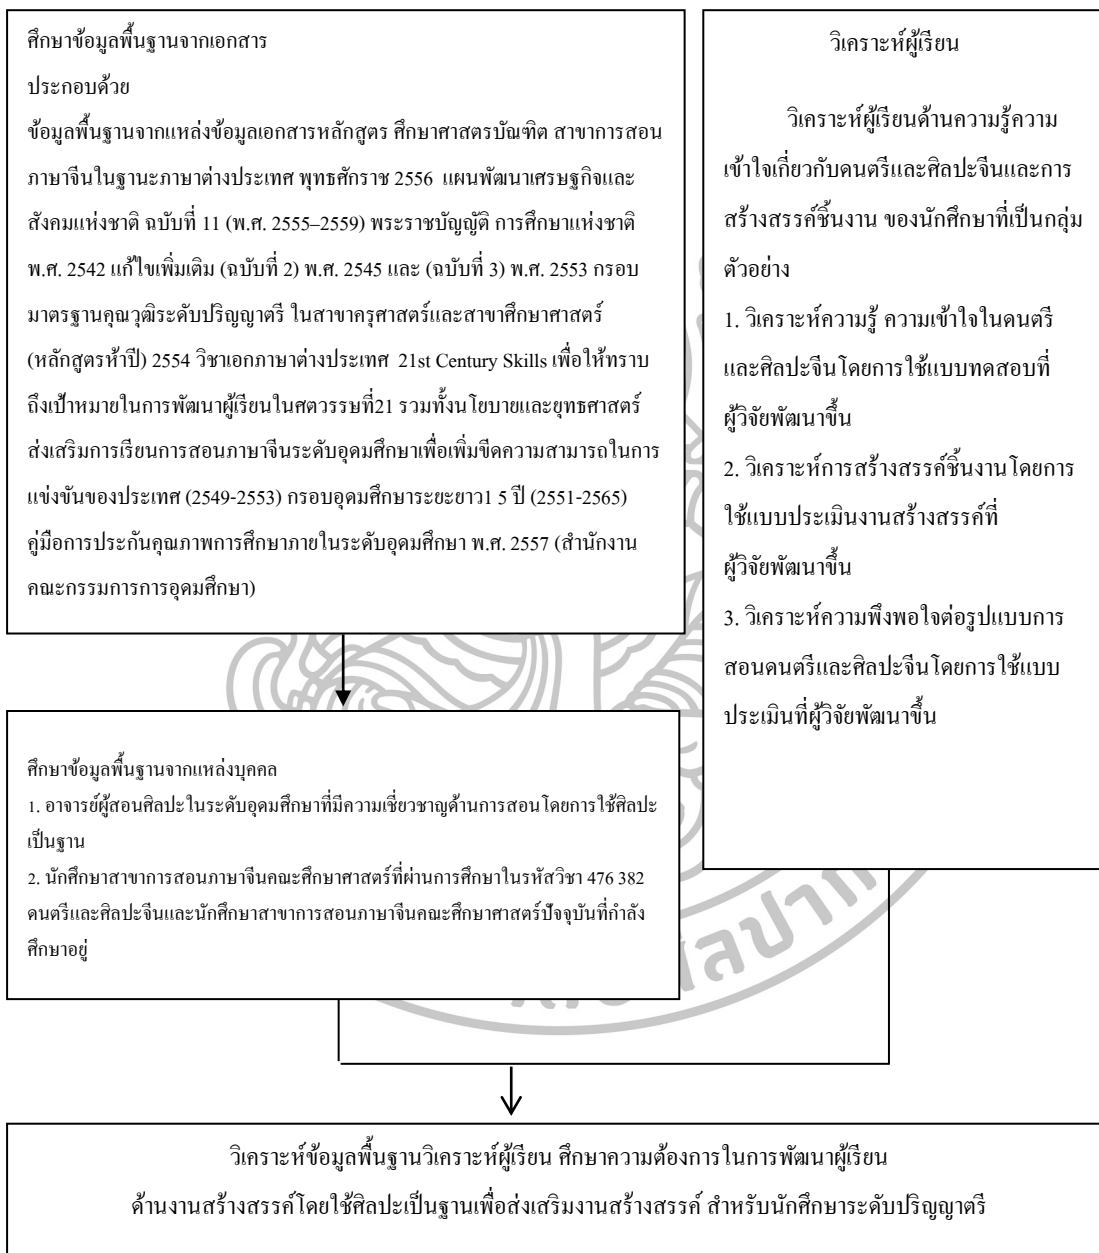 ศึกษาข้อมูลพื้นฐานจากเอกสาร
ประกอบด้วย
ข้อมูลพื้นฐานจากแหล่งข้อมูลเอกสารหลักสูตร ศึกษาศาสตรบัณฑิต สาขาการสอน
ภาษาจีนในฐานะภาษาต่างประเทศ พุทธศักราช 2556 แผนพัฒนาเศรษฐกิจและ
สังคมแห่งชาติ ฉบับที่ 11 (พ.ศ. 2555–2559) พระราชบัญญัติ การศึกษาแห่งชาติ
พ.ศ. 2542 แก้ไขเพิ่มเติม (ฉบับที่ 2) พ.ศ. 2545 และ (ฉบับที่ 3) พ.ศ. 2553 กรอบ
มาตรฐานคุณวุฒิระดับปริญญาตรี ในสาขาครุศาสตร์และสาขาศึกษาศาสตร์
(หลักสูตรห้าปี) 2554 วิชาเอกภาษาต่างประเทศ 21st Century Skills เพื่อให้ทราบ
ถึงเป้าหมายในการพัฒนาผู้เรียนในศตวรรษที่21 รวมทั้งนโยบายและยุทธศาสตร์
ส่งเสริมการเรียนการสอนภาษาจีนระดับอุดมศึกษาเพื่อเพิ่มขีดความสามารถในการ
แข่งขันของประเทศ (2549-2553) กรอบอุดมศึกษาระยะยาว1 5 ปี (2551-2565)
คู่มือการประกันคุณภาพการศึกษาภายในระดับอุดมศึกษา พ.ศ. 2557 (สำนักงาน
คณะกรรมการการอุดมศึกษา)
วิเคราะห์ผู้เรียน
วิเคราะห์ผู้เรียนด้านความรู้ความ
เข้าใจเกี่ยวกับดนตรีและศิลปะจีนและการ
สร้างสรรค์ชิ้นงาน ของนักศึกษาที่เป็นกลุ่ม
ตัวอย่าง
1. วิเคราะห์ความรู้ ความเข้าใจในดนตรี
และศิลปะจีนโดยการใช้แบบทดสอบที่
ผู้วิจัยพัฒนาขึ้น
2. วิเคราะห์การสร้างสรรค์ชิ้นงานโดยการ
ใช้แบบประเมินงานสร้างสรรค์ที่
ผู้วิจัยพัฒนาขึ้น
3. วิเคราะห์ความพึงพอใจต่อรูปแบบการ
สอนดนตรีและศิลปะจีนโดยการใช้แบบ
ประเมินที่ผู้วิจัยพัฒนาขึ้น
ศึกษาข้อมูลพื้นฐานจากแหล่งบุคคล
1. อาจารย์ผู้สอนศิลปะในระดับอุดมศึกษาที่มีความเชี่ยวชาญด้านการสอนโดยการใช้ศิลปะ
เป็นฐาน
2. นักศึกษาสาขาการสอนภาษาจีนคณะศึกษาศาสตร์ที่ผ่านการศึกษาในรหัสวิชา 476 382
ดนตรีและศิลปะจีนและนักศึกษาสาขาการสอนภาษาจีนคณะศึกษาศาสตร์ปัจจุบันที่กำลัง
ศึกษาอยู่
วิเคราะห์ข้อมูลพื้นฐานวิเคราะห์ผู้เรียน ศึกษาความต้องการในการพัฒนาผู้เรียน
ด้านงานสร้างสรรค์โดยใช้ศิลปะเป็นฐานเพื่อส่งเสริมงานสร้างสรรค์ สำหรับนักศึกษาระดับปริญญาตรี